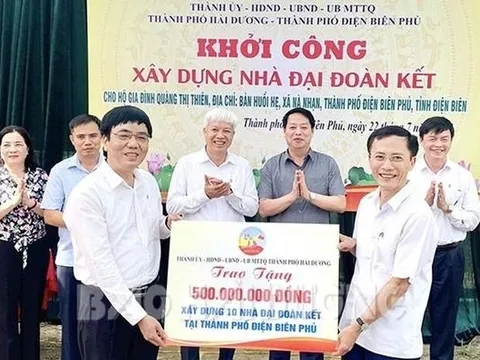 THÀNH ỦY - HĐND - UBND - UB MTTQ
THÀNH PHỐ HẢI DƯƠNG - THÀNH PHỐ ĐIỆN BIÊN PHỦ
KHỞI CÔNG
XÂY DỰNG NHÀ ĐẠI ĐOÀN KẾT
CHO HỘ GIA ĐÌNH QUÀNG THỊ THIÊN, ĐỊA CHỈ: BẢN HUỔI HẸ, XÃ NÀ NHẠN, THÀNH PHỐ ĐIỆN BIÊN PHỦ, TỈNH ĐIỆN BIÊN
Thành phố Biên Phủ, ngày 22 7
THÀNH ỦY - HĐND - UBND - UB MTTQ THÀNH PHỐ HẢI DƯƠNG
Trao Tặng
500.000.000 ĐỒNG
XÂY DỰNG 10 NHÀ ĐẠI ĐOÀN KẾT
TẠI THÀNH PHỐ ĐIỆN BIÊN PHỦ